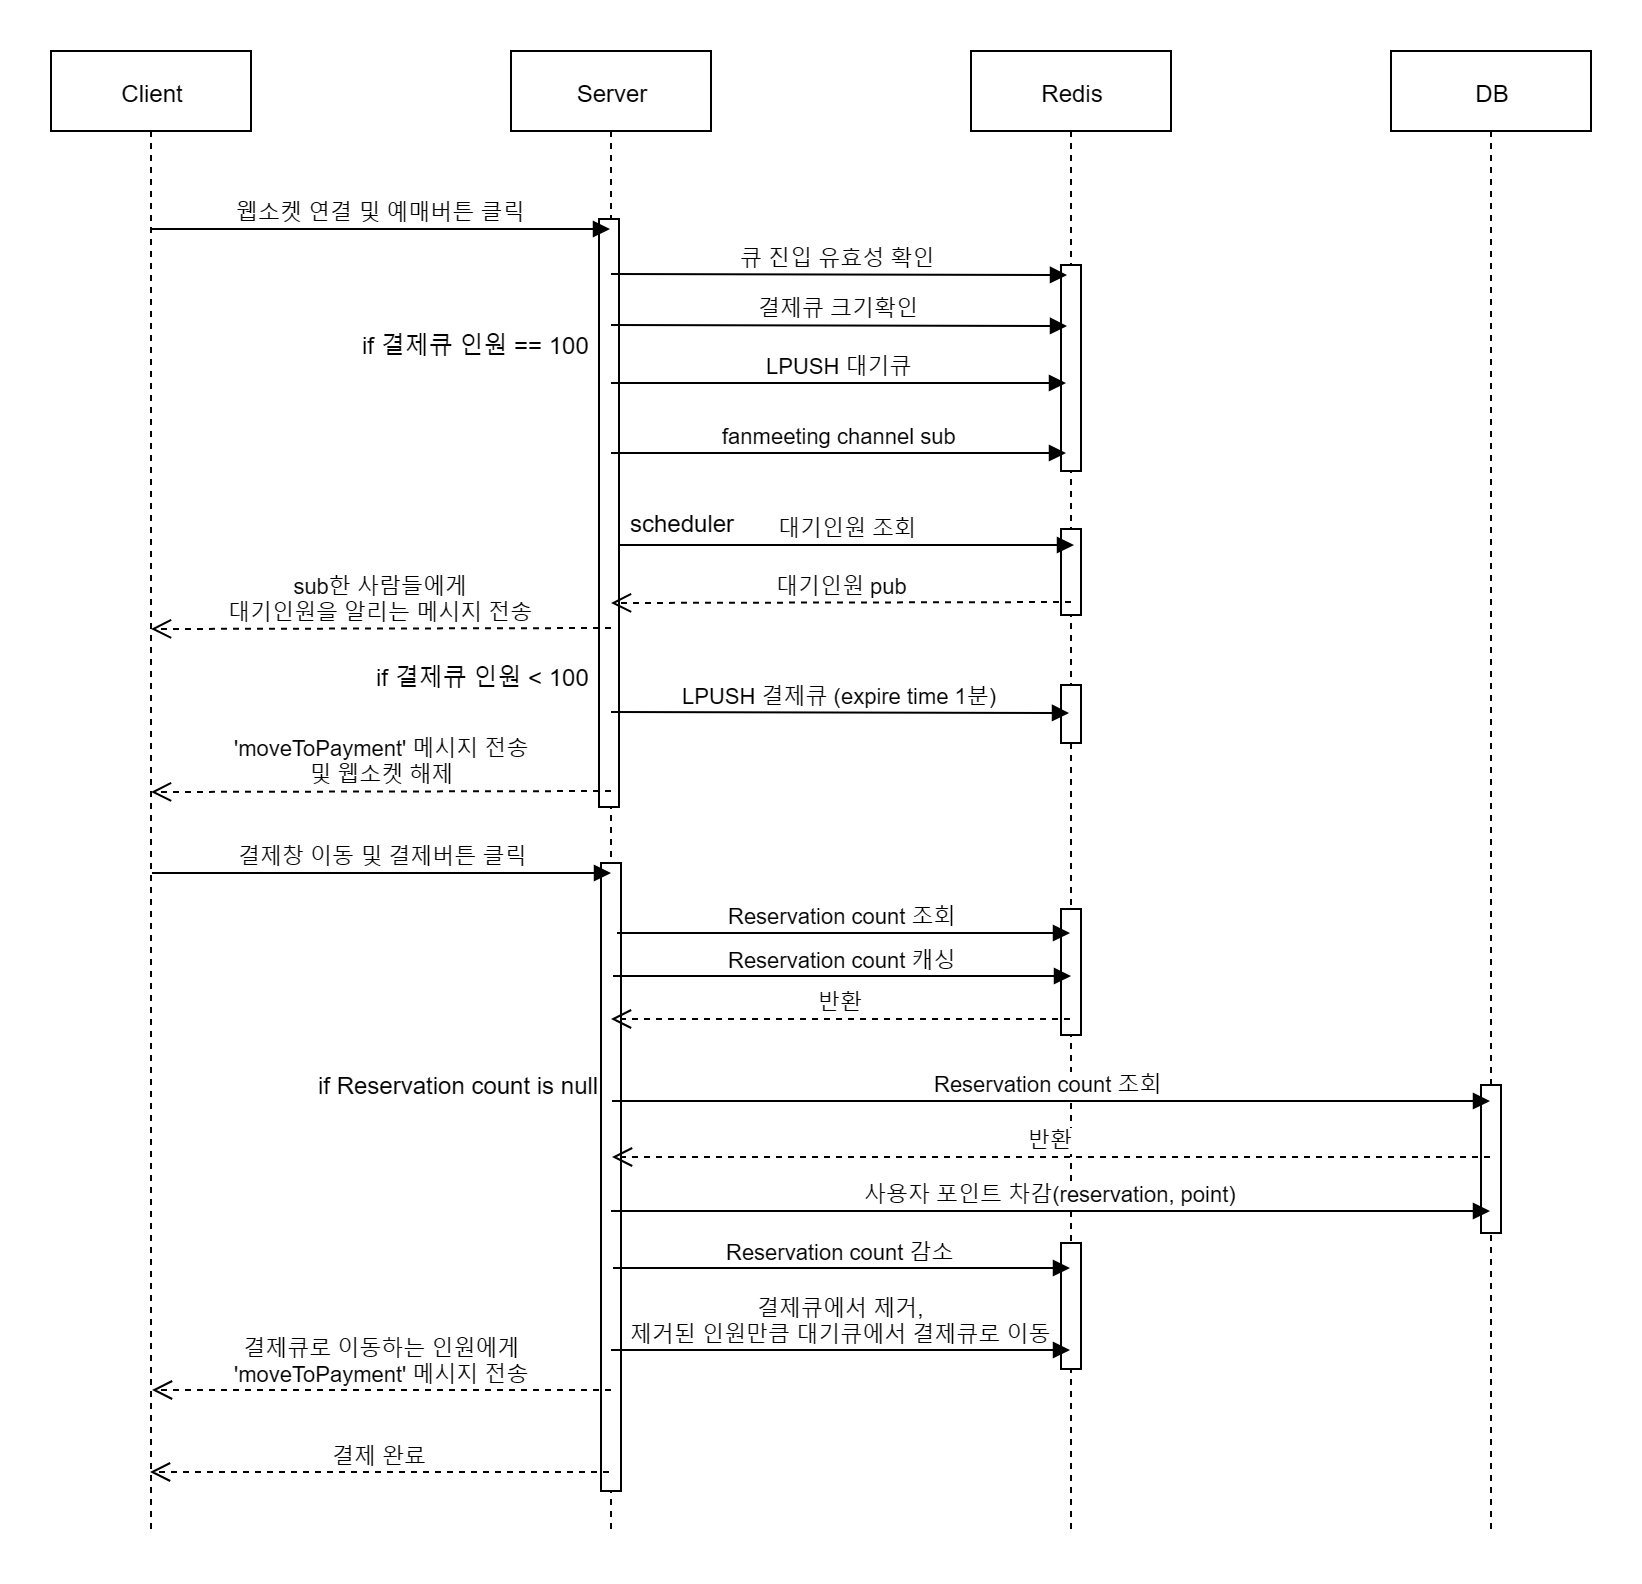 Client
Server
Redis
DB
웹소켓 연결 및 예매버튼 클릭
큐 진입 유효성 확인
결제큐 크기확인
if 결제큐 인원 == 100
LPUSH 대기큐
fanmeeting channel sub
scheduler
대기인원 조회
대기인원 pub
sub한 사람들에게
대기인원을 알리는 메시지 전송
if 결제큐 인원 < 100
LPUSH 결제큐 (expire time 1분)
'moveToPayment' 메시지 전송
및 웹소켓 해제
결제창 이동 및 결제버튼 클릭
Reservation count 조회
Reservation count 캐싱
반환
if Reservation count is null
Reservation count 조회
반환
사용자 포인트 차감(reservation, point)
Reservation count 감소
결제큐에서 제거,
제거된 인원만큼 대기큐에서 결제큐로 이동
결제큐로 이동하는 인원에게
'moveToPayment' 메시지 전송
결제 완료